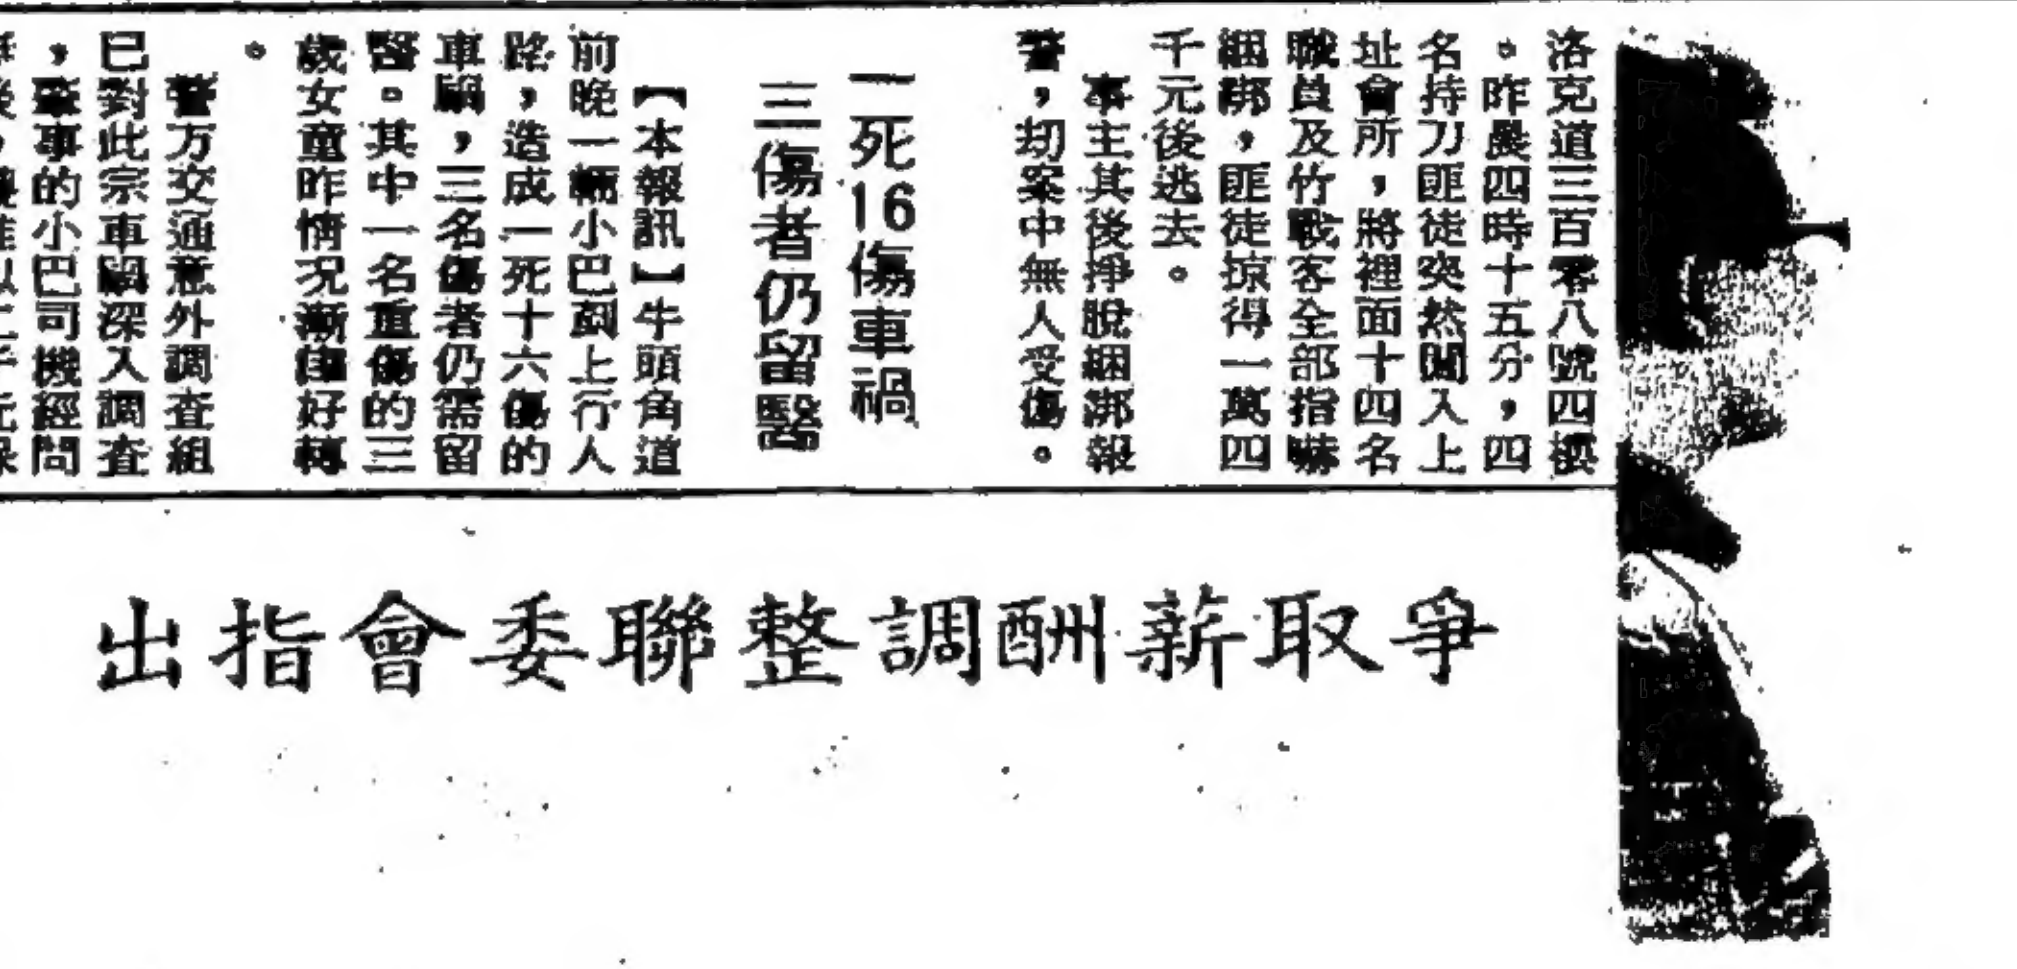 洛克道三百零八號四樓
。昨晨四時十五分,四
名持刀匪徒突然闖入上
址會所,將裡面十四名
職員及竹戰客全部指嚇
綑綁,匪徒掠得一萬四
千元後逃去。
事主其後掙脫綑綁報
警,刧案中無人受傷。
一死16傷車禍
三傷者仍留醫
【本報訊】牛頭角道
前晚一輛小巴剷上行人
路,造成一死十六傷的
車禍,三名傷者仍需留
醫。其中一名重傷的三
歲女童昨情況漸趨好轉
。
警方交通意外調查組
已對此宗車禍深入調查
,肇事的小巴司機經問
爭取薪酬調整聯委會指出